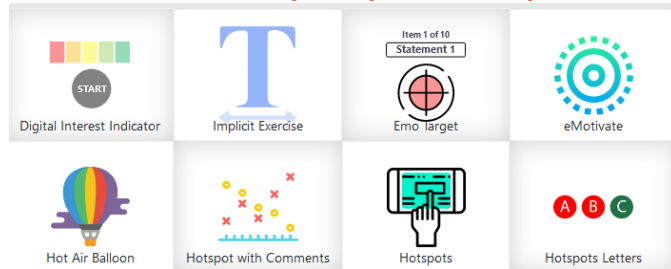 START
Digital Interest Indicator
T
Implicit Exercise
Item 1 of 10
Statement 1
Emo Target
eMotivate
Hot Air Balloon
Hotspot with Comments
Hotspots
A B C
Hotspots Letters